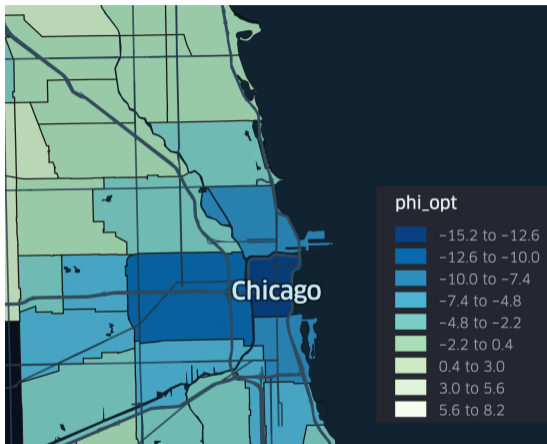 phi_opt
−15.2 to −12.6
−12.6 to −10.0
−10.0 to −7.4
−7.4 to −4.8
−4.8 to −2.2
−2.2 to 0.4
0.4 to 3.0
3.0 to 5.6
5.6 to 8.2
Chicago